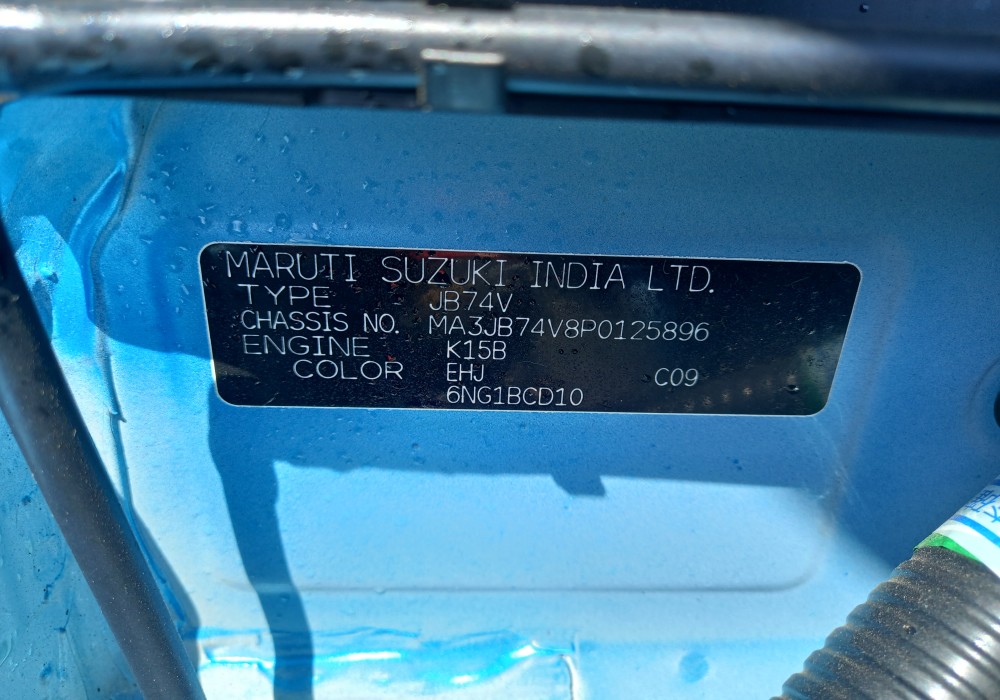 MARUTI SUZUKI INDIA LTD.
TYPE JB74V
CHASSIS NO. MA3JB74V8P0125896
ENGINE K15B
COLOR EHJ C09
6NG1BCD10